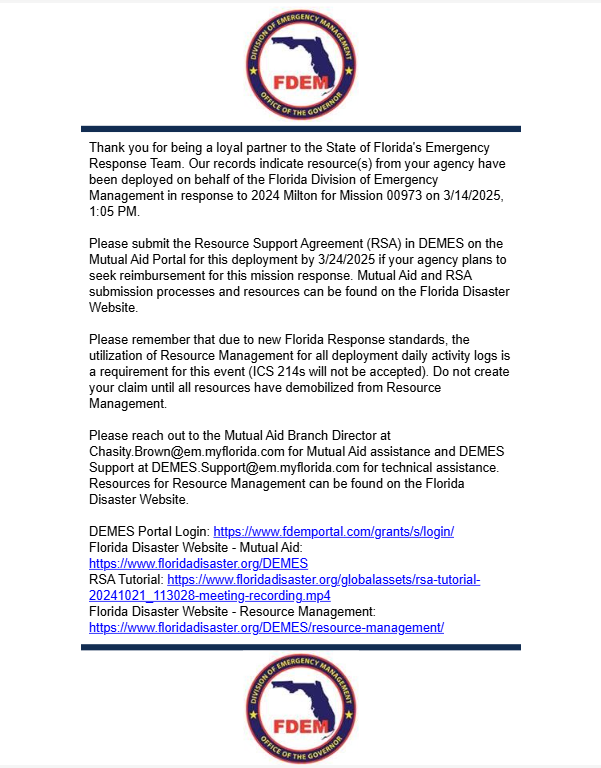 DIVISION OF EMERGENCY MANAGEMENT
FDEM
OFFICE OF THE GOVERNOR
Thank you for being a loyal partner to the State of Florida's Emergency
Response Team. Our records indicate resource(s) from your agency have
been deployed on behalf of the Florida Division of Emergency
Management in response to 2024 Milton for Mission 00973 on 3/14/2025,
1:05 PM.
Please submit the Resource Support Agreement (RSA) in DEMES on the
Mutual Aid Portal for this deployment by 3/24/2025 if your agency plans to
seek reimbursement for this mission response. Mutual Aid and RSA
submission processes and resources can be found on the Florida Disaster
Website.
Please remember that due to new Florida Response standards, the
utilization of Resource Management for all deployment daily activity logs is
a requirement for this event (ICS 214s will not be accepted). Do not create
your claim until all resources have demobilized from Resource
Management.
Please reach out to the Mutual Aid Branch Director at
Chasity.Brown@em.myflorida.com for Mutual Aid assistance and DEMES
Support at DEMES.Support@em.myflorida.com for technical assistance.
Resources for Resource Management can be found on the Florida
Disaster Website.
DEMES Portal Login: https://www.fdemportal.com/grants/s/login/
Florida Disaster Website - Mutual Aid:
https://www.floridadisaster.org/DEMES
RSA Tutorial: https://www.floridadisaster.org/globalassets/rsa-tutorial-
20241021_113028-meeting-recording.mp4
Florida Disaster Website - Resource Management:
https://www.floridadisaster.org/DEMES/resource-management/
DIVISION OF EMERGENCY MANAGEMENT
FDEM
OFFICE OF THE GOVERNOR